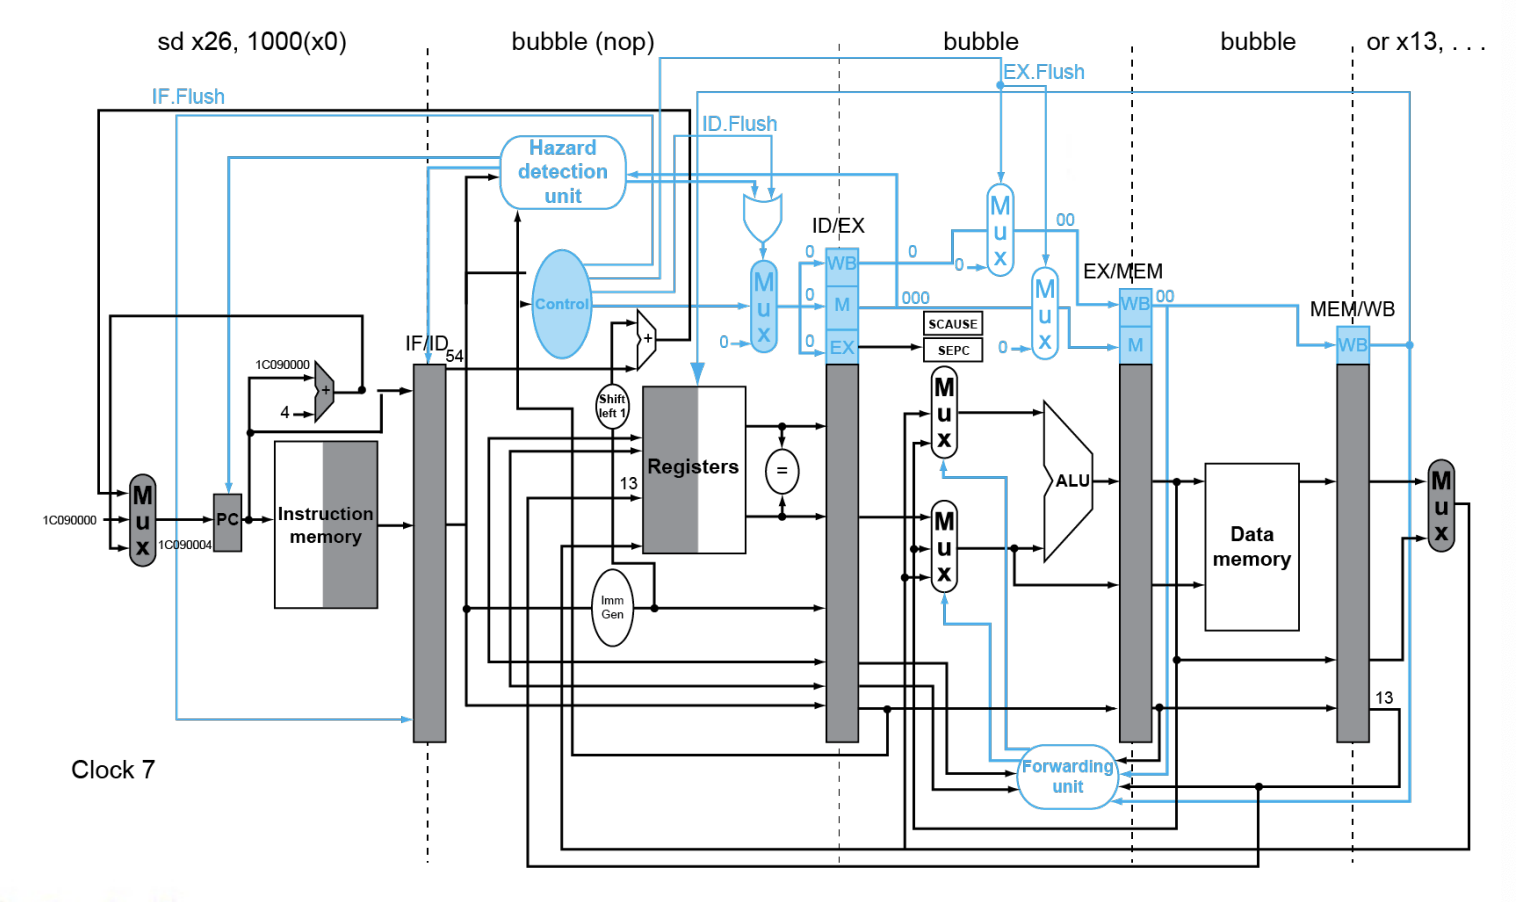 sd x26, 1000(x0)
bubble (nop)
bubble
bubble
or x13, . . .
IF.Flush
EX.Flush
ID.Flush
Hazard
detection
unit
Control
M
u
x
0
0
0
0
ID/EX
WB
M
EX
0
000
M
u
x
0
00
M
u
x
0
SCAUSE
SEPC
EX/MEM
WB
M
00
MEM/WB
WB
IF/ID
54
1C090000
4
+
+
Shift
left 1
M
u
x
1C090000
1C090004
PC
Instruction
memory
13
Registers
=
Imm
Gen
M
u
x
M
u
x
ALU
Data
memory
M
u
x
13
Forwarding
unit
Clock 7